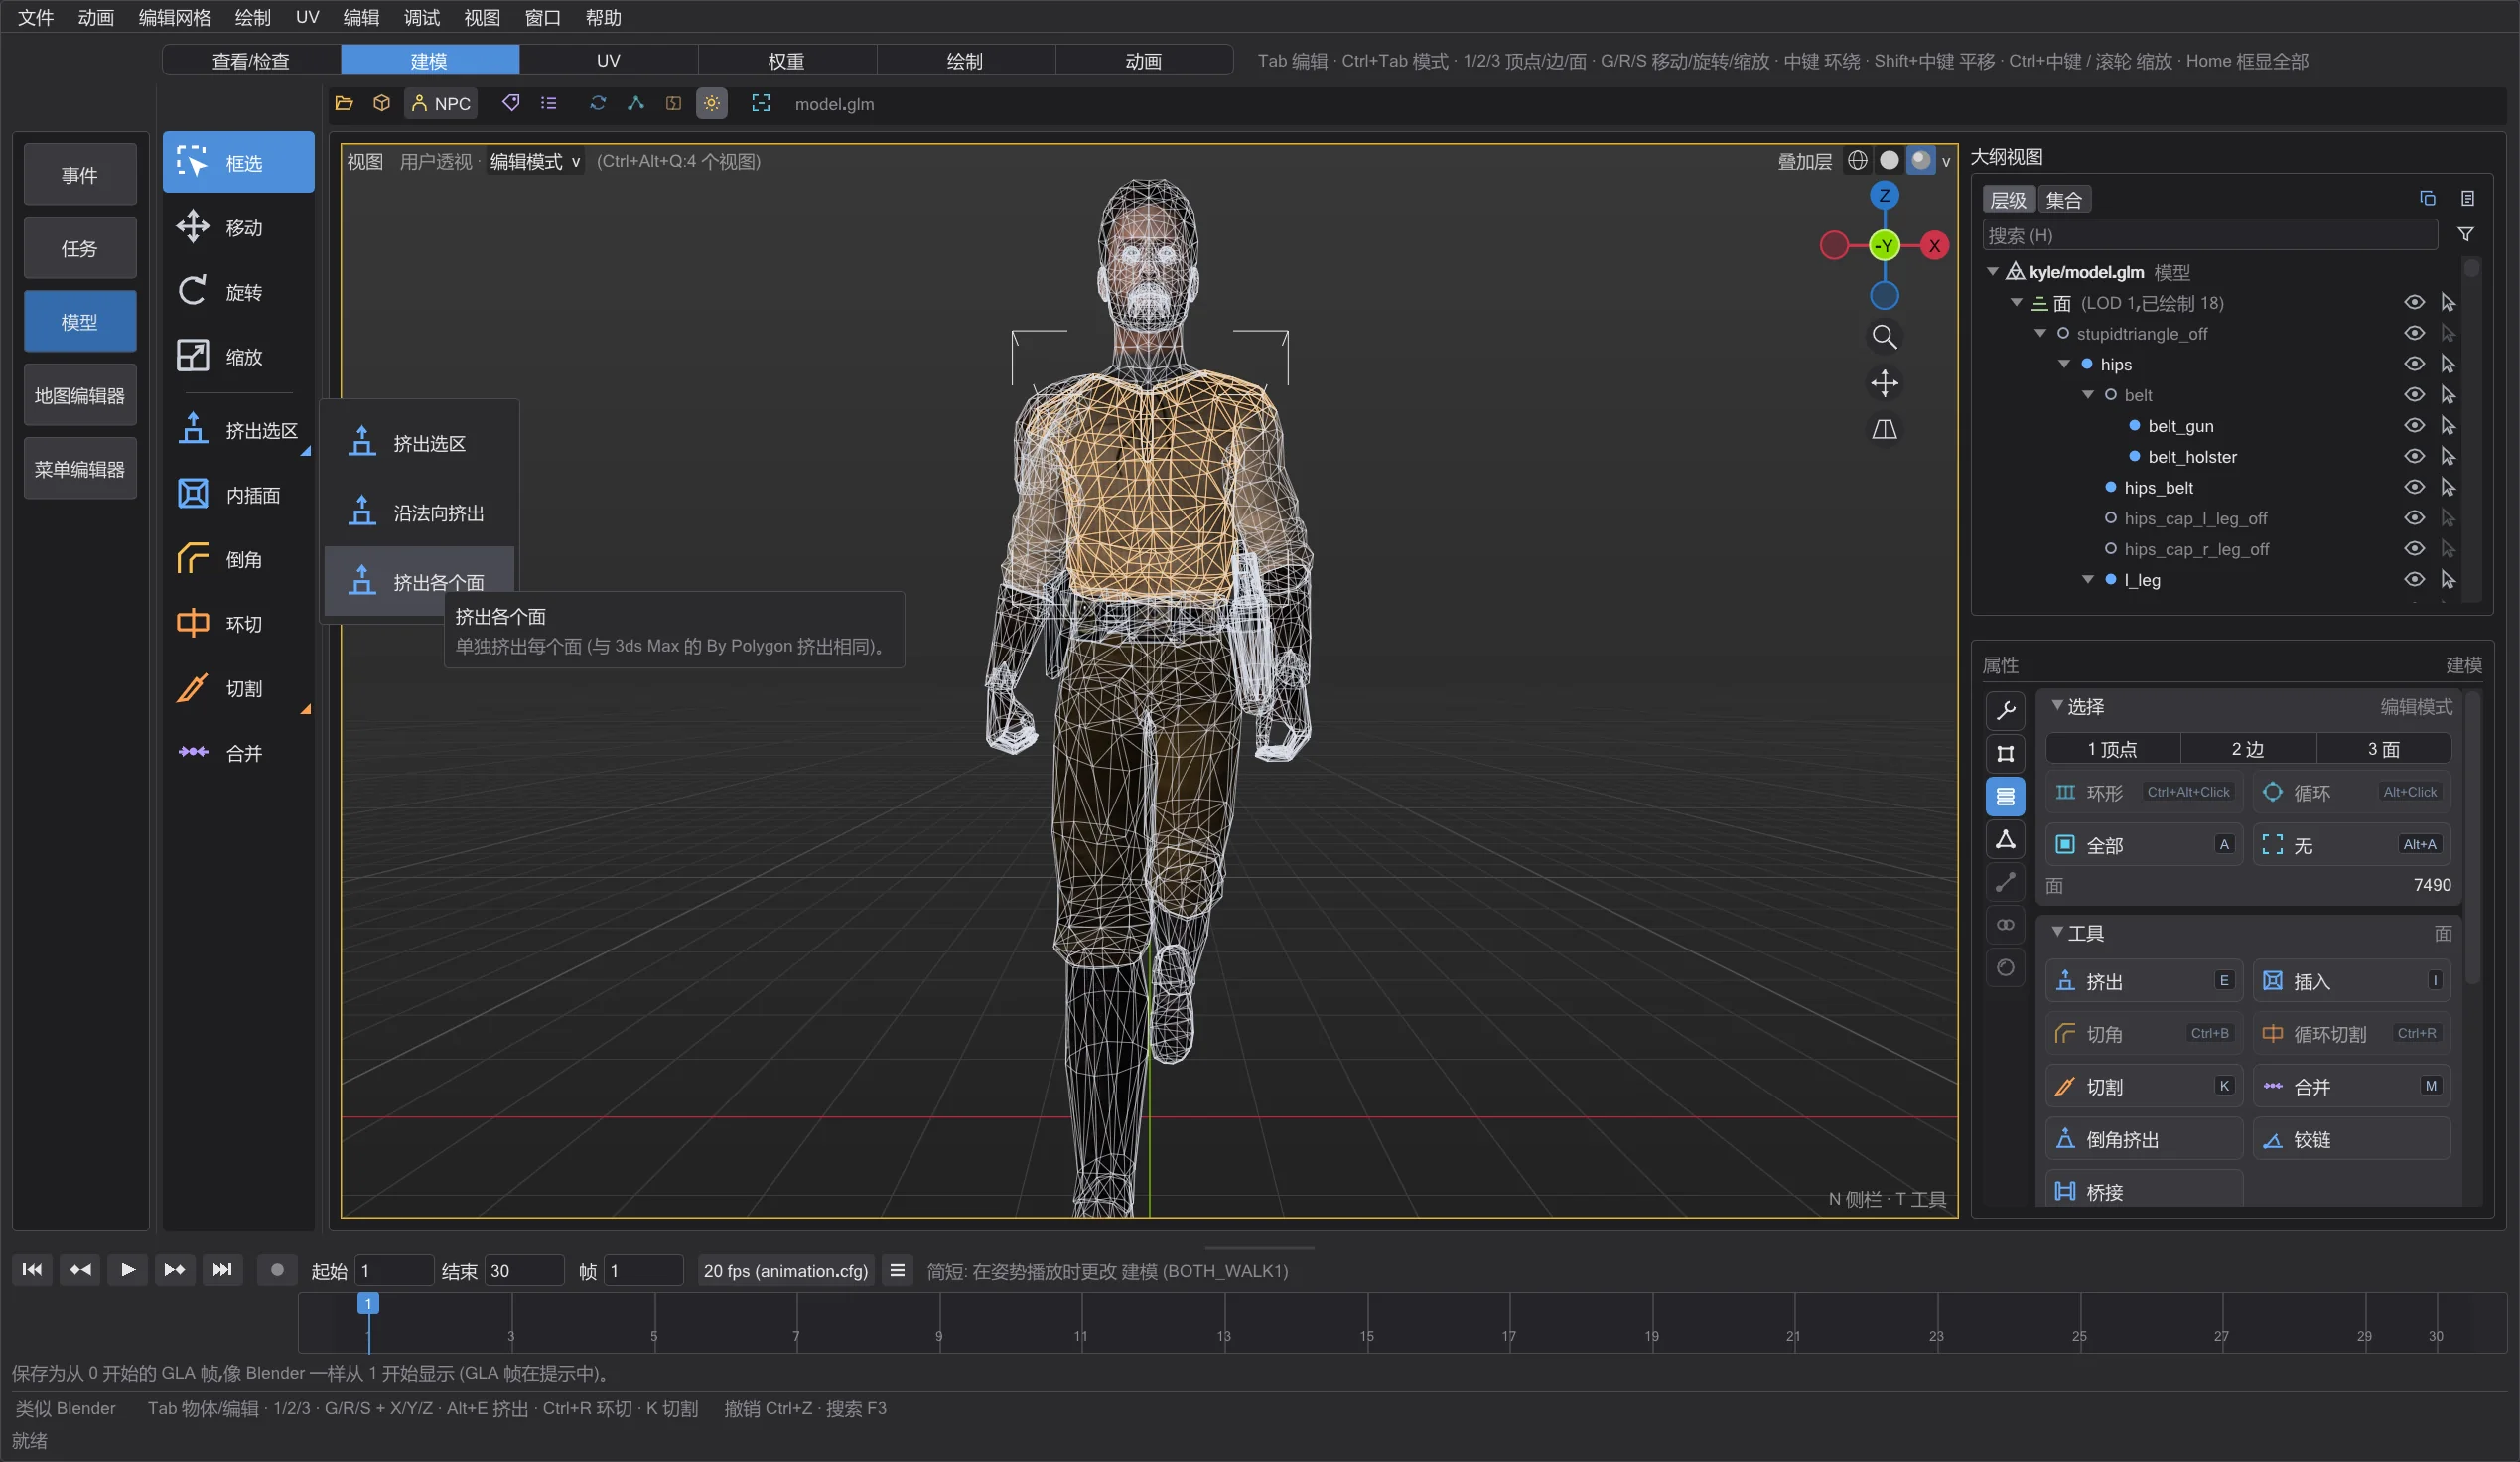 文件 动画 编辑网格 绘制 UV 编辑 调试 视图 窗口 帮助
查看/检查 建模 UV 权重 绘制 动画 Tab 编辑 · Ctrl+Tab 模式 · 1/2/3 顶点/边/面 · G/R/S 移动/旋转/缩放 · 中键 环绕 · Shift+中键 平移 · Ctrl+中键 / 滚轮 缩放 · Home 框显全部
NPC model.glm
事件
任务
模型
地图编辑器
菜单编辑器
框选
移动
旋转
缩放
挤出选区
内插面
倒角
环切
切割
合并
挤出选区
沿法向挤出
挤出各个面
挤出各个面
单独挤出每个面 (与 3ds Max 的 By Polygon 挤出相同)。
视图 用户透视 · 编辑模式 v (Ctrl+Alt+Q:4 个视图)
叠加层 v
Z
-Y X
N 侧栏 · T 工具
大纲视图
层级 集合
搜索 (H)
kyle/model.glm 模型
面 (LOD 1,已绘制 18)
stupidtriangle_off
hips
belt
belt_gun
belt_holster
hips_belt
hips_cap_l_leg_off
hips_cap_r_leg_off
l_leg
属性 建模
选择 编辑模式
1 顶点 2 边 3 面
环形 Ctrl+Alt+Click 循环 Alt+Click
全部 A 无 Alt+A
面 7490
工具 面
挤出 E 插入 I
切角 Ctrl+B 循环切割 Ctrl+R
切割 K 合并 M
倒角挤出 铰链
桥接
起始 1 结束 30 帧 1 20 fps (animation.cfg) 简短: 在姿势播放时更改 建模 (BOTH_WALK1)
1
1 3 5 7 9 11 13 15 17 19 21 23 25 27 29 30
保存为从 0 开始的 GLA 帧,像 Blender 一样从 1 开始显示 (GLA 帧在提示中)。
类似 Blender Tab 物体/编辑 · 1/2/3 · G/R/S + X/Y/Z · Alt+E 挤出 · Ctrl+R 环切 · K 切割 撤销 Ctrl+Z · 搜索 F3
就绪